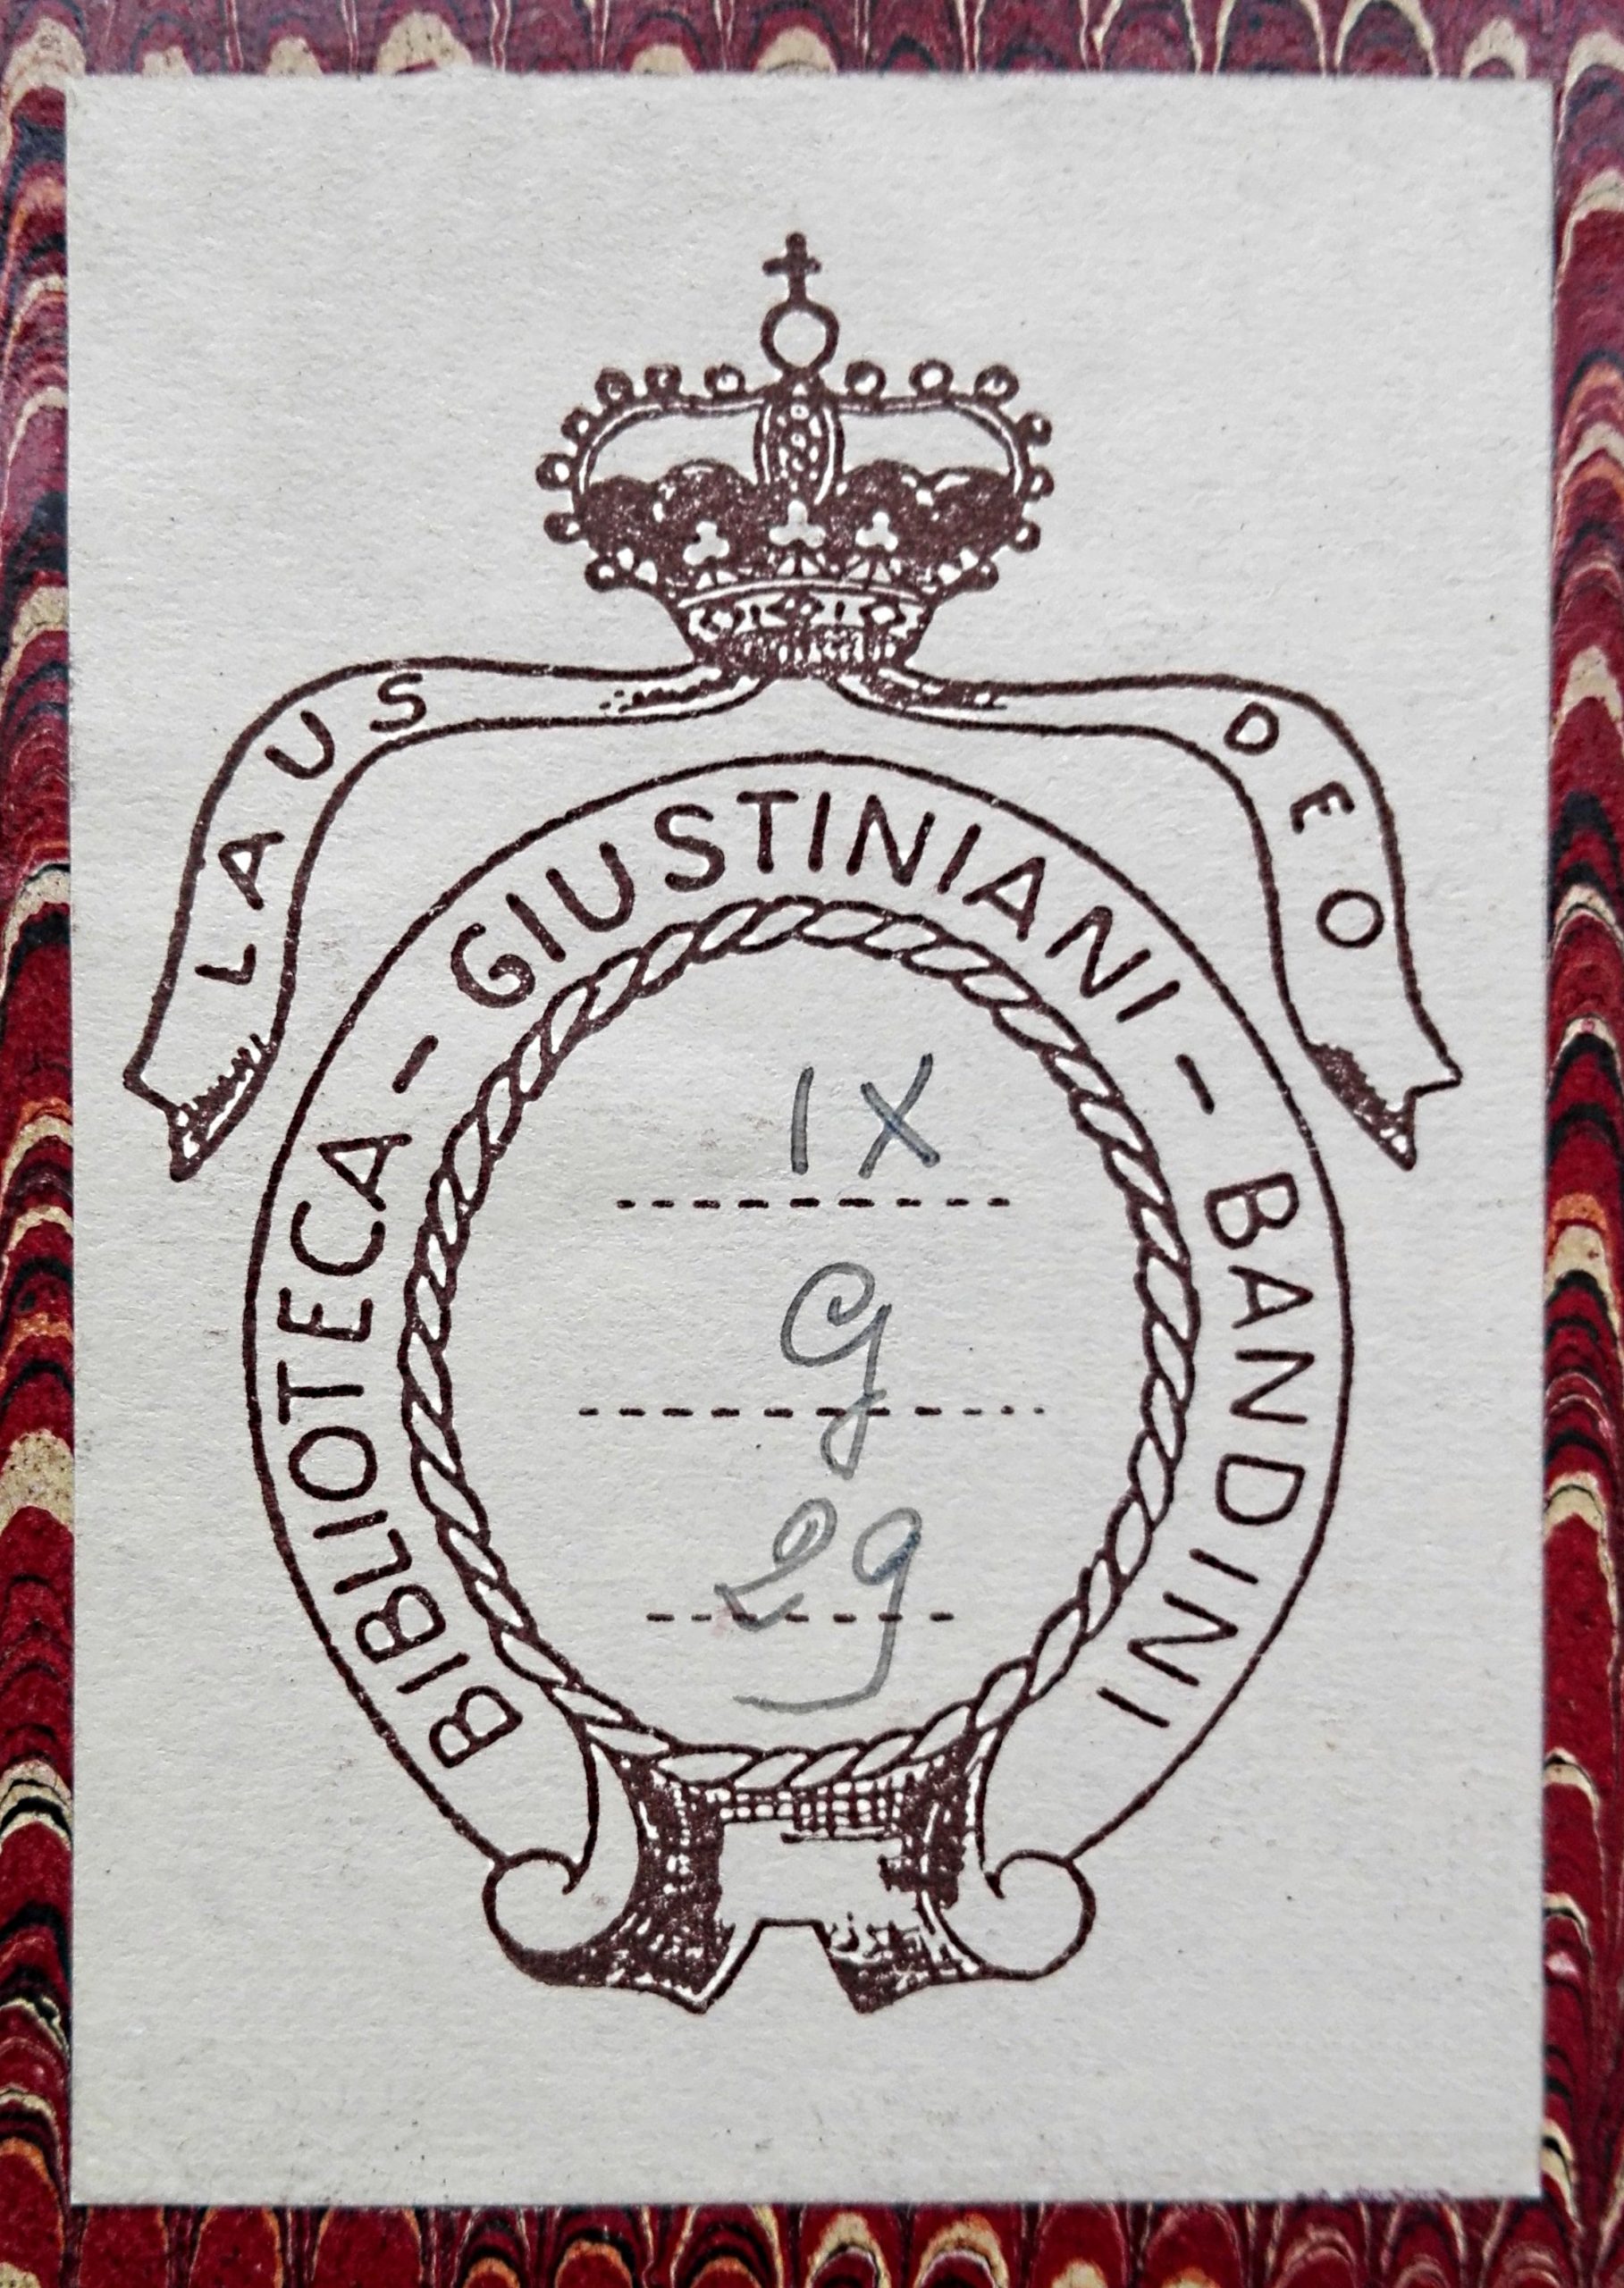 LAUS DEO
BIBLIOTECA - GIUSTINIANI - BANDINI
IX
G
29